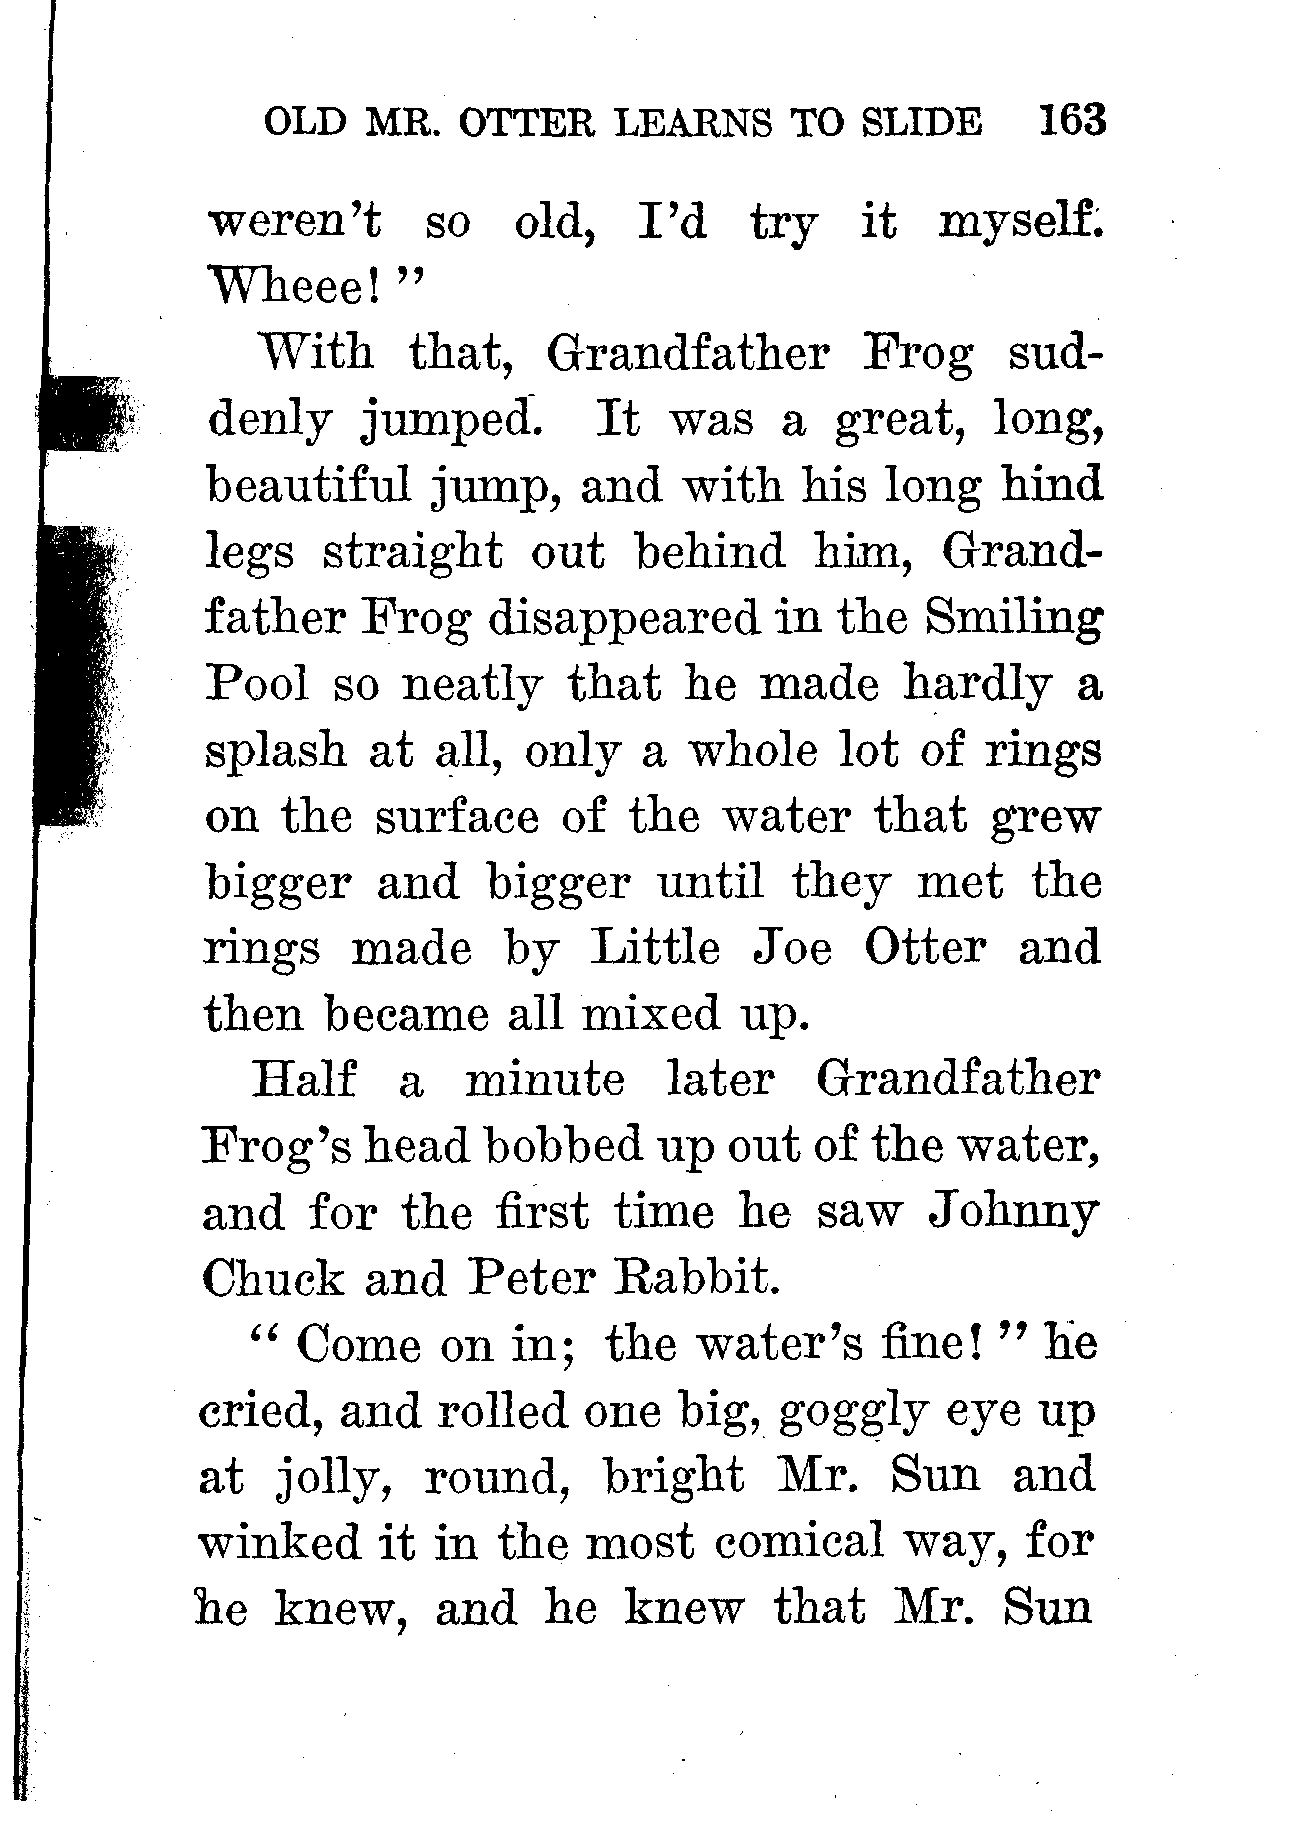 OLD MR. OTTER LEARNS TO SLIDE 163
weren't so old, I'd try it myself.
Wheee! "
With that, Grandfather Frog sud-
denly jumped. It was a great, long,
beautiful jump, and with his long hind
legs straight out behind him, Grand-
father Frog disappeared in the Smiling
Pool so neatly that he made hardly a
splash at all, only a whole lot of rings
on the surface of the water that grew
bigger and bigger until they met the
rings made by Little Joe Otter and
then became all mixed up.
Half a minute later Grandfather
Frog's head bobbed up out of the water,
and for the first time he saw Johnny
Chuck and Peter Rabbit.
" Come on in; the water's fine! " he
cried, and rolled one big, goggly eye up
at jolly, round, bright Mr. Sun and
winked it in the most comical way, for
he knew, and he knew that Mr. Sun